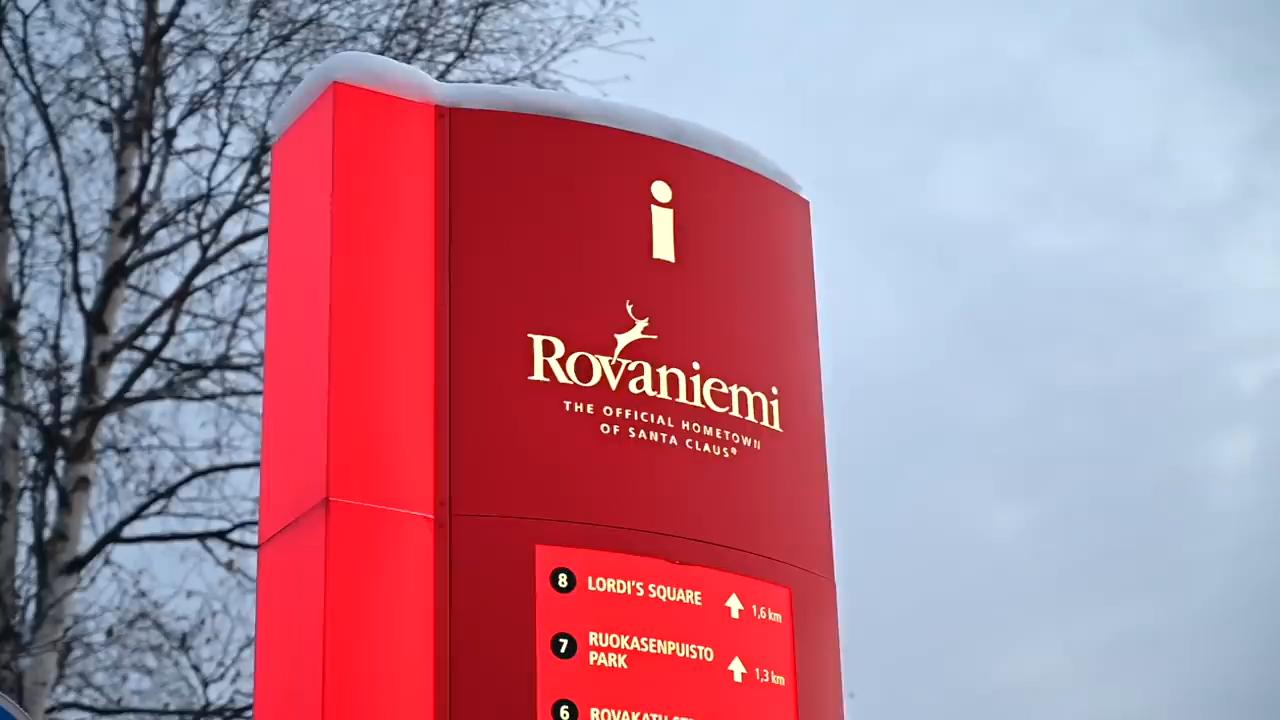 i
Rovaniemi
THE OFFICIAL HOMETOWN
OF SANTA CLAUS®
8 LORDI'S SQUARE 1,6 km
7 RUOKASENPUISTO
PARK 1,3 km
6